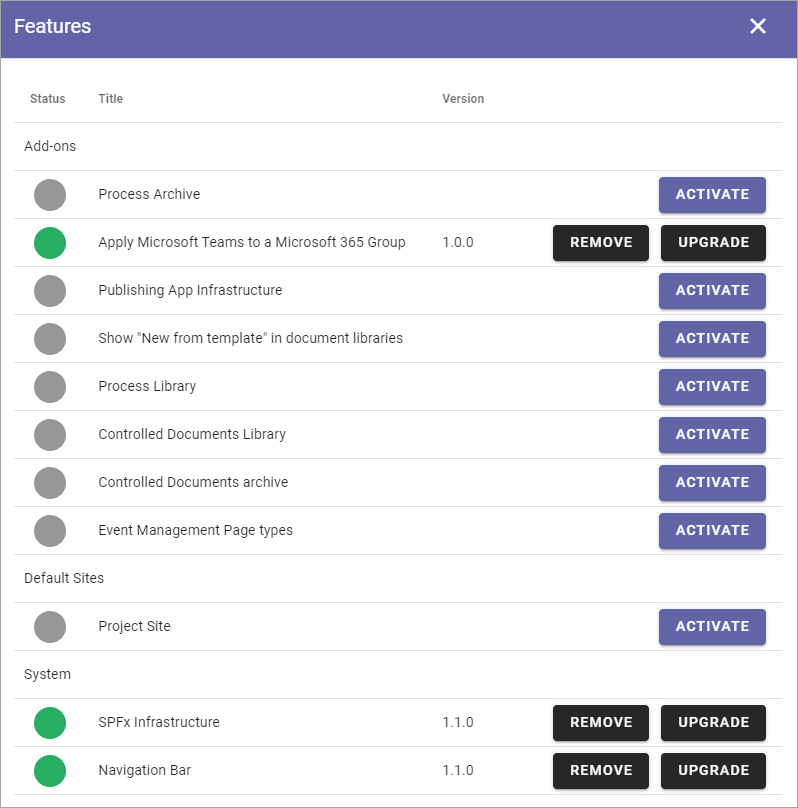 Features
Status Title Version
Add-ons
Process Archive ACTIVATE
Apply Microsoft Teams to a Microsoft 365 Group 1.0.0 REMOVE UPGRADE
Publishing App Infrastructure ACTIVATE
Show "New from template" in document libraries ACTIVATE
Process Library ACTIVATE
Controlled Documents Library ACTIVATE
Controlled Documents archive ACTIVATE
Event Management Page types ACTIVATE
Default Sites
Project Site ACTIVATE
System
SPFx Infrastructure 1.1.0 REMOVE UPGRADE
Navigation Bar 1.1.0 REMOVE UPGRADE